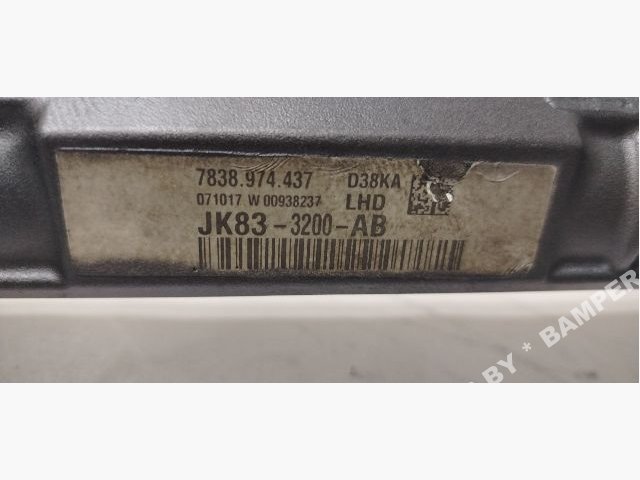 7838.974.437 D38KA
071017 W 00938237 LHD
JK83-3200-AB
BY * BAMPER